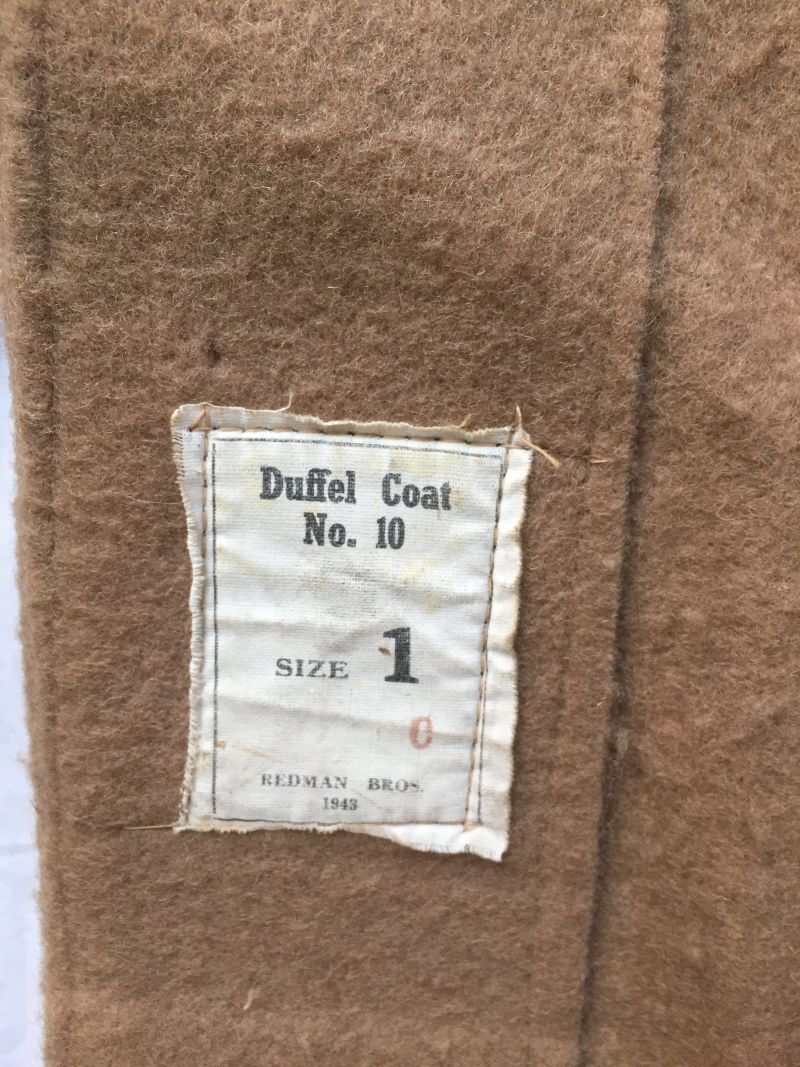 Duffel Coat
No. 10
SIZE 1
C
REDMAN BROS.
1943